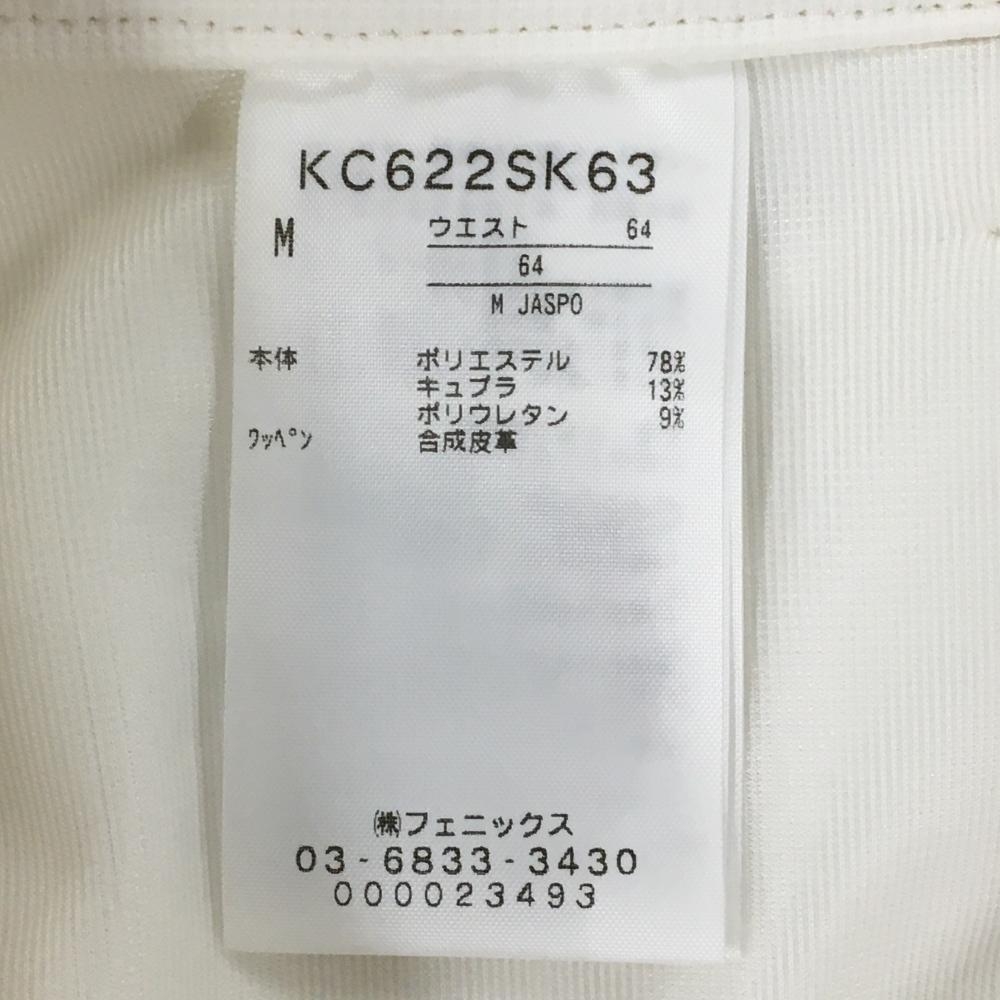 KC622SK63
M ウエスト 64
64
M JASPO
本体 ポリエステル 78%
キュプラ 13%
ポリウレタン 9%
ﾜｯﾍﾟﾝ 合成皮革
㈱フェニックス
03-6833-3430
000023493